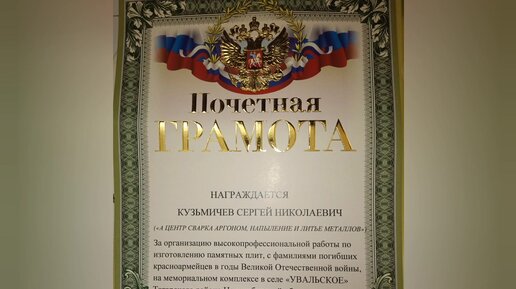 Почетная
ГРАМОТА
НАГРАЖДАЕТСЯ
КУЗЬМИЧЕВ СЕРГЕЙ НИКОЛАЕВИЧ
(«А ЦЕНТР СВАРКА АРГОНОМ, НАПЫЛЕНИЕ И ЛИТЬЕ МЕТАЛЛОВ»)
За организацию высокопрофессиональной работы по
изготовлению памятных плит, с фамилиями погибших
красноармейцев в годы Великой Отечественной войны,
на мемориальном комплексе в селе «УВАЛЬСКОЕ»